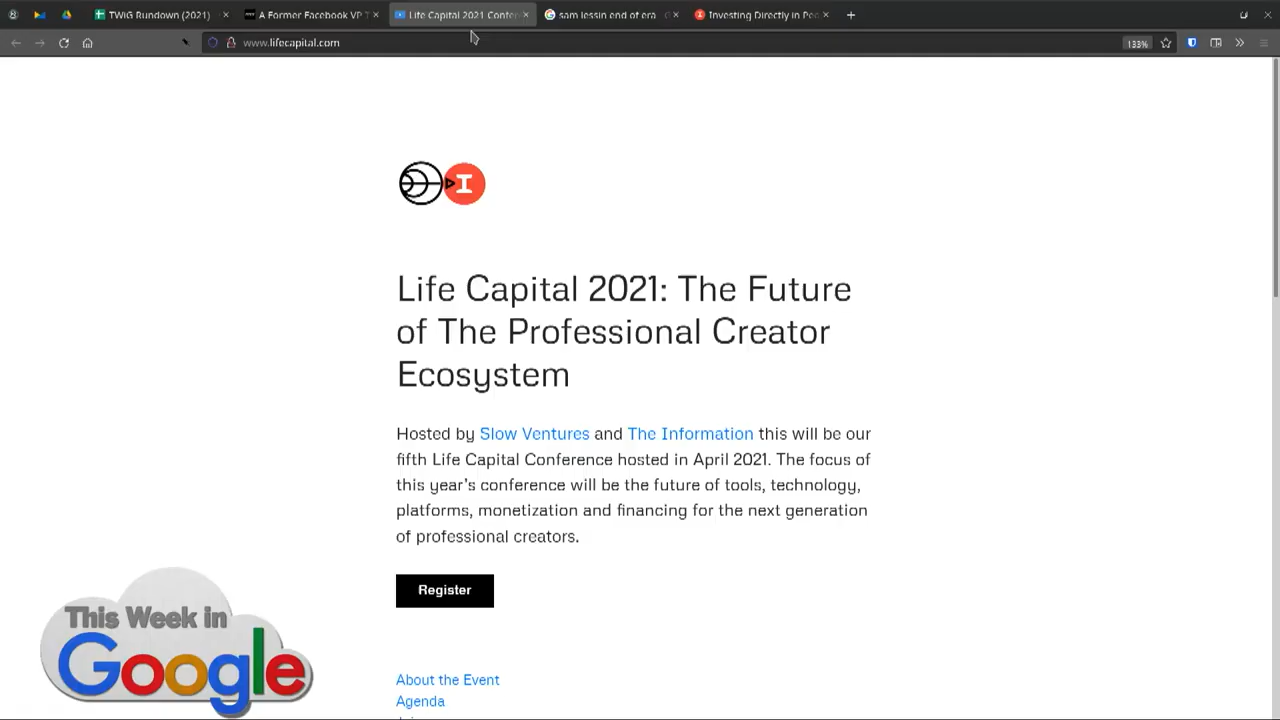 TWiG Rundown (2021)
A Former Facebook VP
Life Capital 2021 Confer
sam lessin end of era
Investing Directly in Peo
www.lifecapital.com
133%
I
Life Capital 2021: The Future
of The Professional Creator
Ecosystem
Hosted by Slow Ventures and The Information this will be our
fifth Life Capital Conference hosted in April 2021. The focus of
this year's conference will be the future of tools, technology,
platforms, monetization and financing for the next generation
of professional creators.
Register
This Week in
Google
About the Event
Agenda